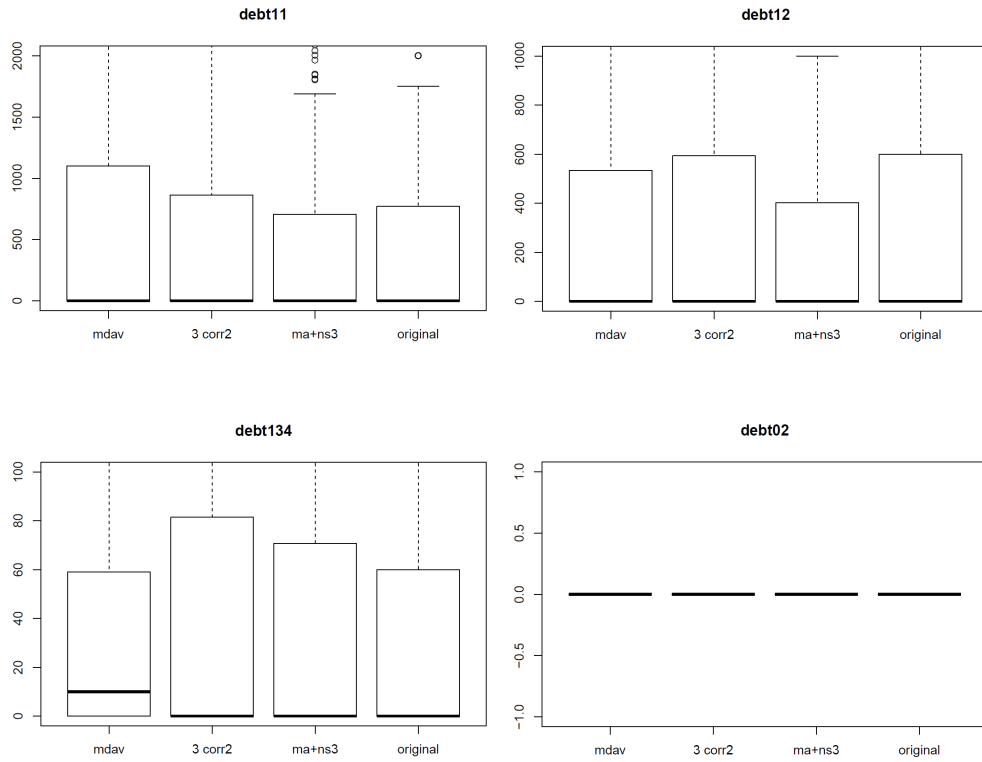 debt11
2000
1500
1000
500
0
mdav 3 corr2 ma+ns3 original
debt12
1000
800
600
400
200
0
mdav 3 corr2 ma+ns3 original
debt134
100
80
60
40
20
0
mdav 3 corr2 ma+ns3 original
debt02
1.0
0.5
0.0
−0.5
−1.0
mdav 3 corr2 ma+ns3 original